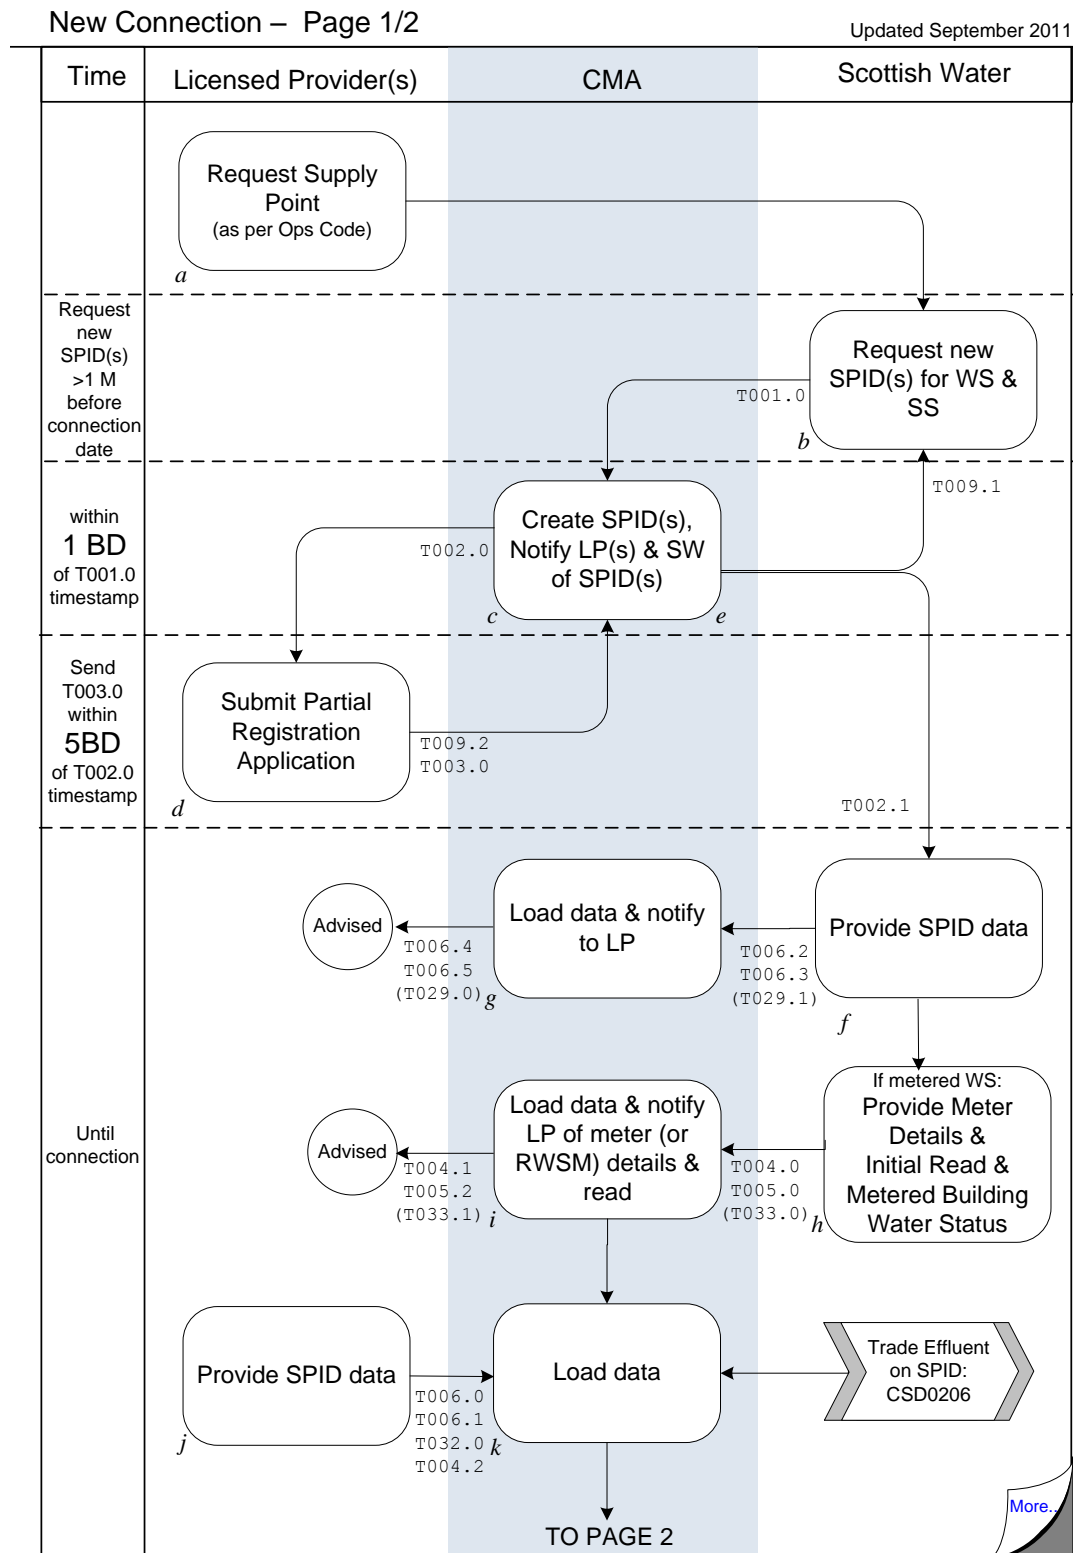 New Connection –  Page 1/2
Updated September 2011
Time
Licensed Provider(s)
CMA
Scottish Water
Request Supply
Point
(as per Ops Code)
a
Request
new
SPID(s)
>1 M
before
connection
date
Request new
SPID(s) for WS &
SS
T001.0
b
T009.1
within
1 BD
of T001.0
timestamp
Create SPID(s),
Notify LP(s) & SW
of SPID(s)
T002.0
c
e
Send
T003.0
within
5BD
of T002.0
timestamp
Submit Partial
Registration
Application
T009.2
T003.0
d
T002.1
Until
connection
Advised
T006.4
T006.5
(T029.0)
g
Load data & notify
to LP
T006.2
T006.3
(T029.1)
Provide SPID data
f
Advised
T004.1
T005.2
(T033.1)
i
Load data & notify
LP of meter (or
RWSM) details &
read
T004.0
T005.0
(T033.0)
h
If metered WS:
Provide Meter
Details &
Initial Read &
Metered Building
Water Status
Provide SPID data
j
T006.0
T006.1
T032.0
T004.2
k
Load data
Trade Effluent
on SPID:
CSD0206
TO PAGE 2
More..